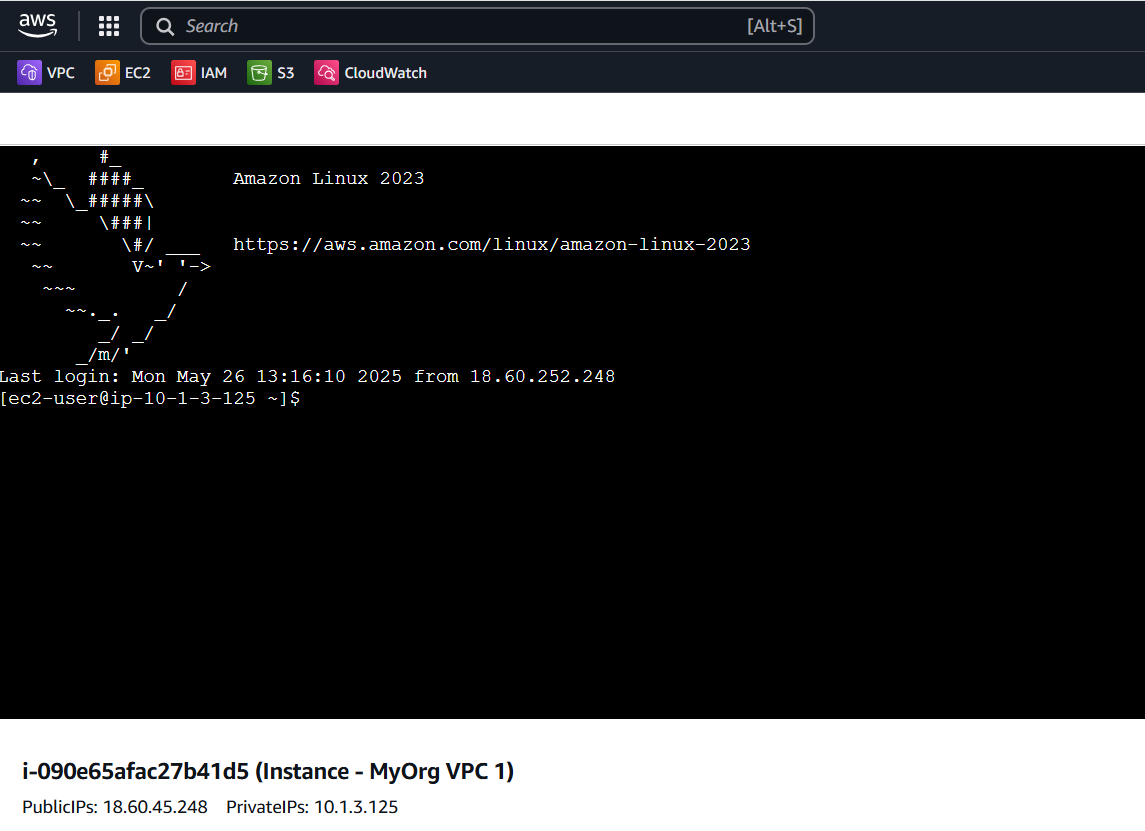 aws
Search [Alt+S]
VPC EC2 IAM S3 CloudWatch
   ,     #_
   ~\_  ####_        Amazon Linux 2023
  ~~  \_#####\
  ~~     \###|
  ~~       \#/ ___   https://aws.amazon.com/linux/amazon-linux-2023
   ~~       V~' '->
    ~~~         /
      ~~._.   _/
         _/ _/
       _/m/'
Last login: Mon May 26 13:16:10 2025 from 18.60.252.248
[ec2-user@ip-10-1-3-125 ~]$
i-090e65afac27b41d5 (Instance - MyOrg VPC 1)
PublicIPs: 18.60.45.248 PrivateIPs: 10.1.3.125